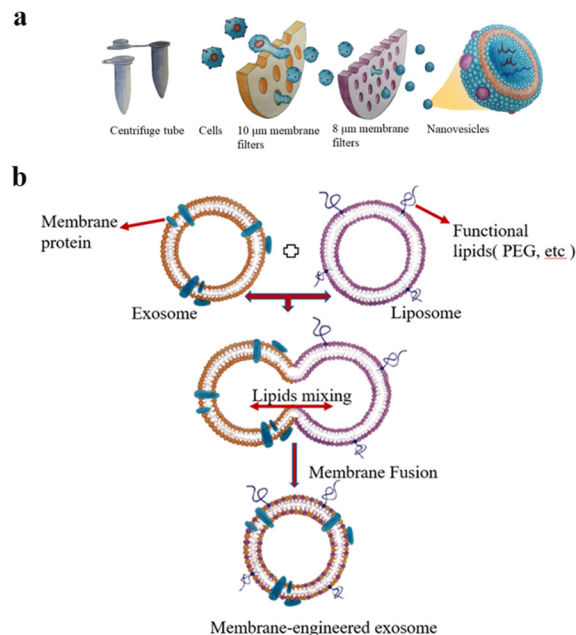 a
Centrifuge tube
Cells
10 μm membrane
filters
8 μm membrane
filters
Nanovesicles
b
Membrane
protein
Functional
lipids( PEG, etc )
Exosome
Liposome
Lipids mixing
Membrane Fusion
Membrane-engineered exosome